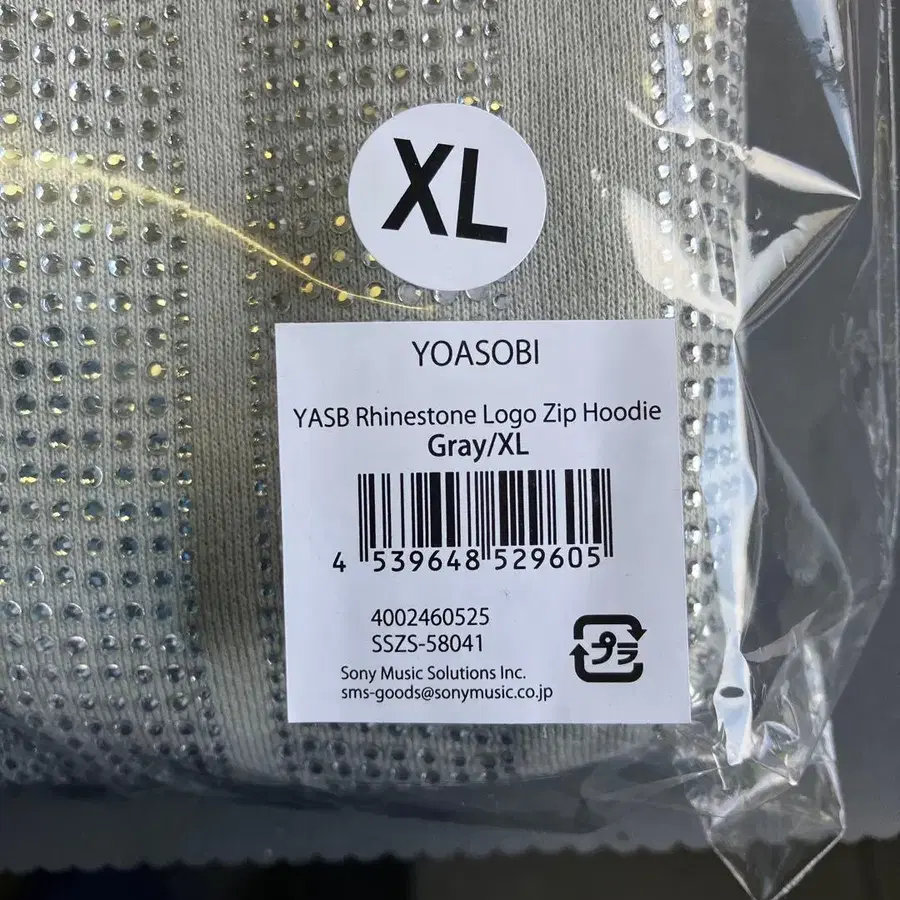 XL
YOASOBI
YASB Rhinestone Logo Zip Hoodie
Gray/XL
4 539648 529605
4002460525
SSZS-58041
プラ
Sony Music Solutions Inc.
sms-goods@sonymusic.co.jp